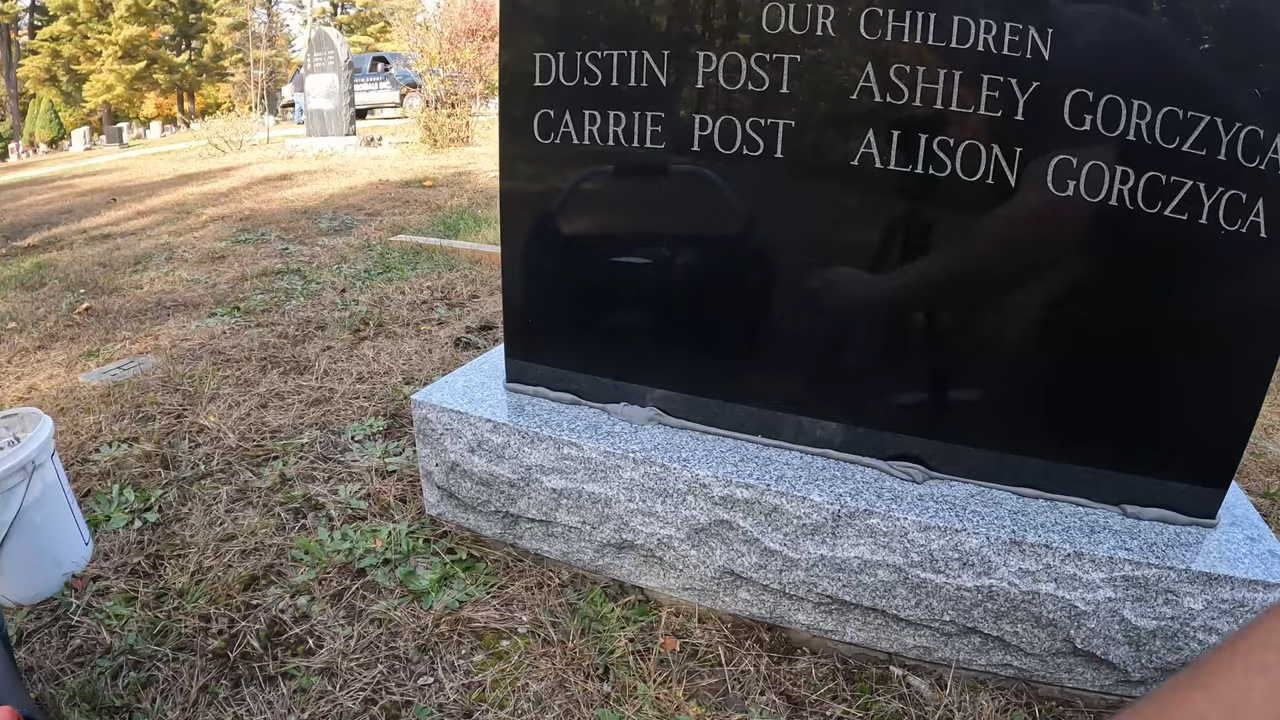 OUR CHILDREN
DUSTIN POST ASHLEY GORCZYCA
CARRIE POST ALISON GORCZYCA